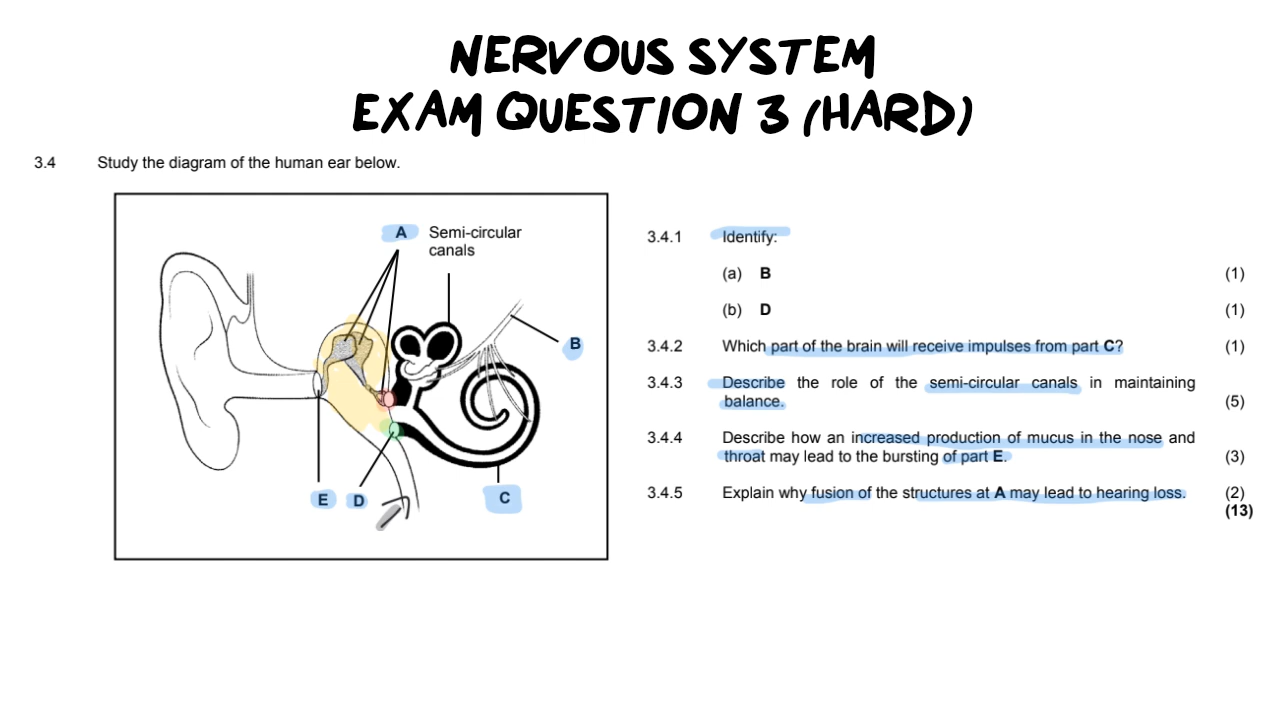 NERVOUS SYSTEM
EXAM QUESTION 3 (HARD)
3.4 Study the diagram of the human ear below.
A Semi-circular
canals
B
E D C
3.4.1 Identify:
(a) B (1)
(b) D (1)
3.4.2 Which part of the brain will receive impulses from part C? (1)
3.4.3 Describe the role of the semi-circular canals in maintaining
balance. (5)
3.4.4 Describe how an increased production of mucus in the nose and
throat may lead to the bursting of part E. (3)
3.4.5 Explain why fusion of the structures at A may lead to hearing loss. (2)
(13)